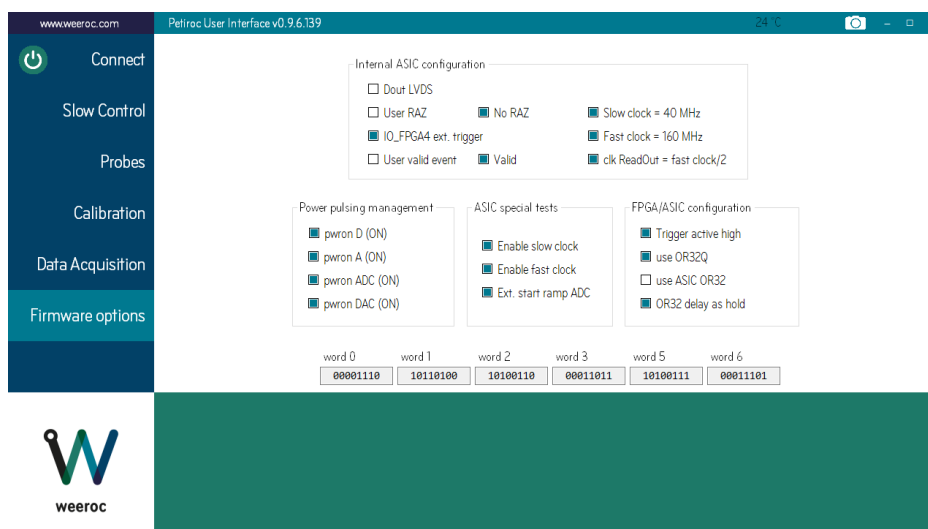 www.weeroc.com
Petiroc User Interface v0.9.6.139
24 °C
Connect
Slow Control
Probes
Calibration
Data Acquisition
Firmware options
Internal ASIC configuration
Dout LVDS
User RAZ No RAZ Slow clock = 40 MHz
IO_FPGA4 ext. trigger Fast clock = 160 MHz
User valid event Valid clk ReadOut = fast clock/2
Power pulsing management
pwron D (ON)
pwron A (ON)
pwron ADC (ON)
pwron DAC (ON)
ASIC special tests
Enable slow clock
Enable fast clock
Ext. start ramp ADC
FPGA/ASIC configuration
Trigger active high
use OR32Q
use ASIC OR32
OR32 delay as hold
word 0 word 1 word 2 word 3 word 5 word 6
00001110 10110100 10100110 00011011 10100111 00011101
weeroc